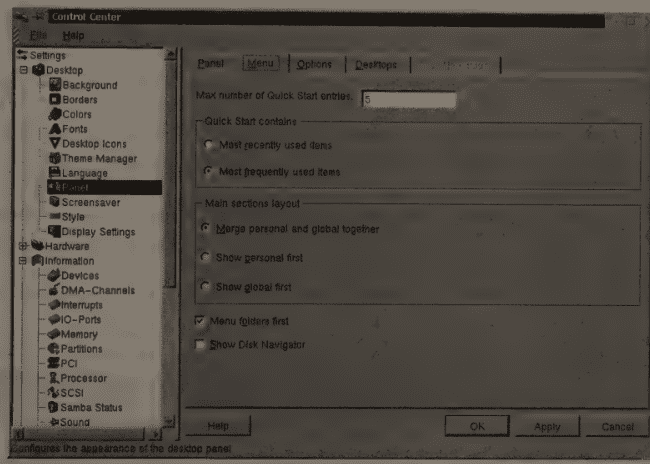 Control Center
File Help
Settings
Desktop
Background
Borders
Colors
Fonts
Desktop Icons
Theme Manager
Language
Panel
Screensaver
Style
Display Settings
Hardware
Information
Devices
DMA-Channels
Interrupts
IO-Ports
Memory
Partitions
PCI
Processor
SCSI
Samba Status
Sound
Panel Menu Options Desktops
Max number of Quick Start entries: 5
Quick Start contains
Most recently used items
Most frequently used items
Main sections layout
Merge personal and global together
Show personal first
Show global first
Menu folders first
Show Disk Navigator
Help OK Apply Cancel
Configures the appearance of the desktop panel